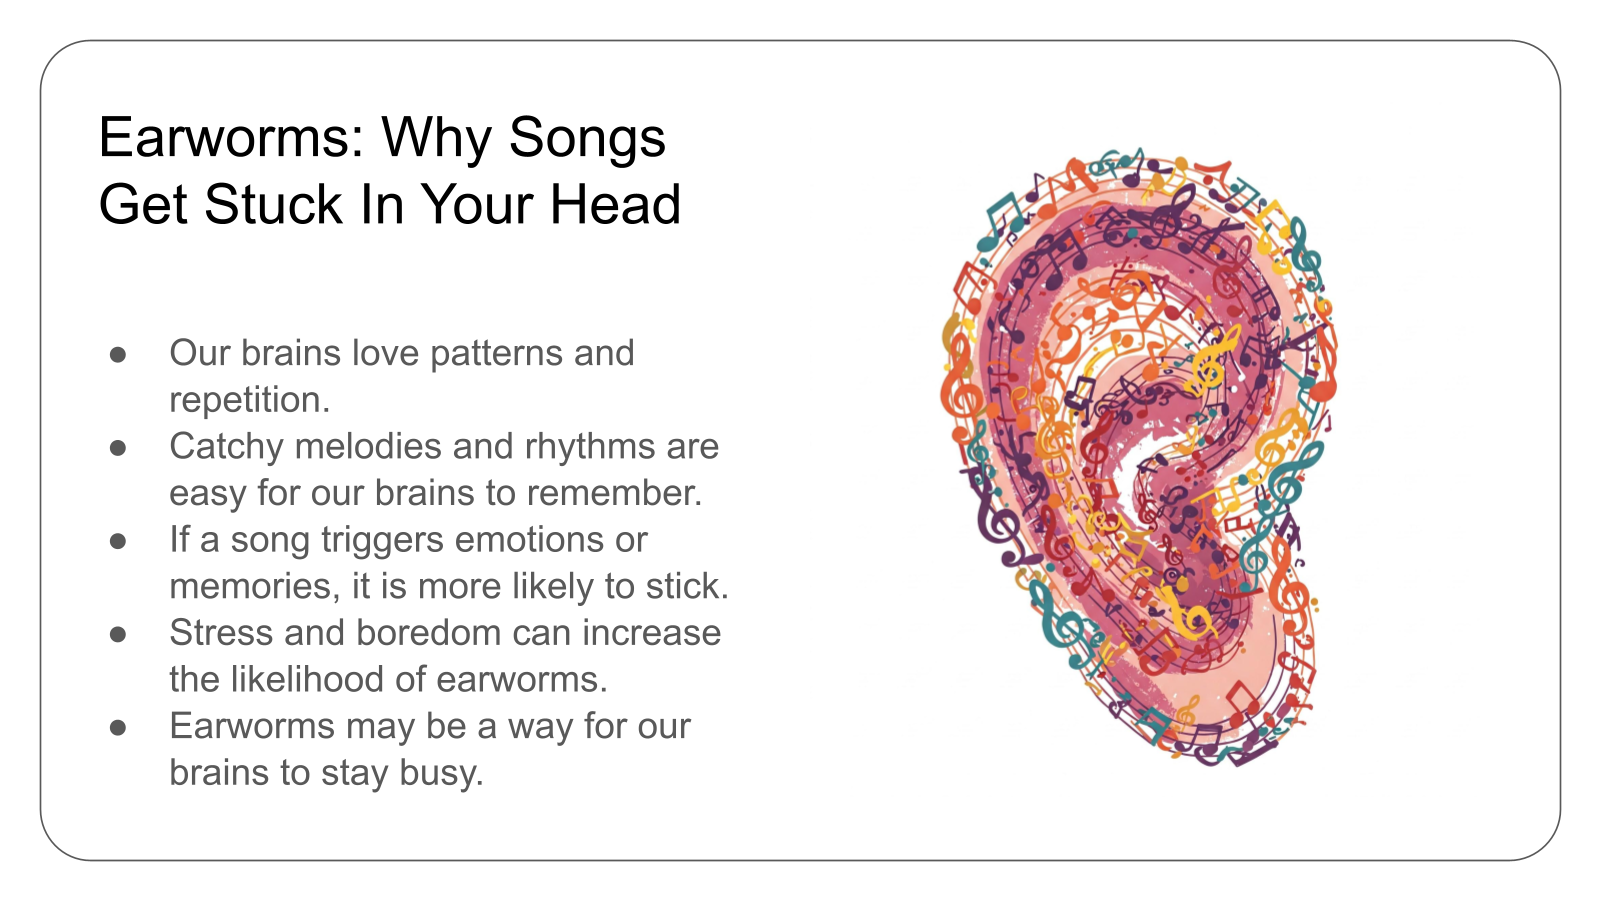 Earworms: Why Songs
Get Stuck In Your Head
● Our brains love patterns and
repetition.
● Catchy melodies and rhythms are
easy for our brains to remember.
● If a song triggers emotions or
memories, it is more likely to stick.
● Stress and boredom can increase
the likelihood of earworms.
● Earworms may be a way for our
brains to stay busy.